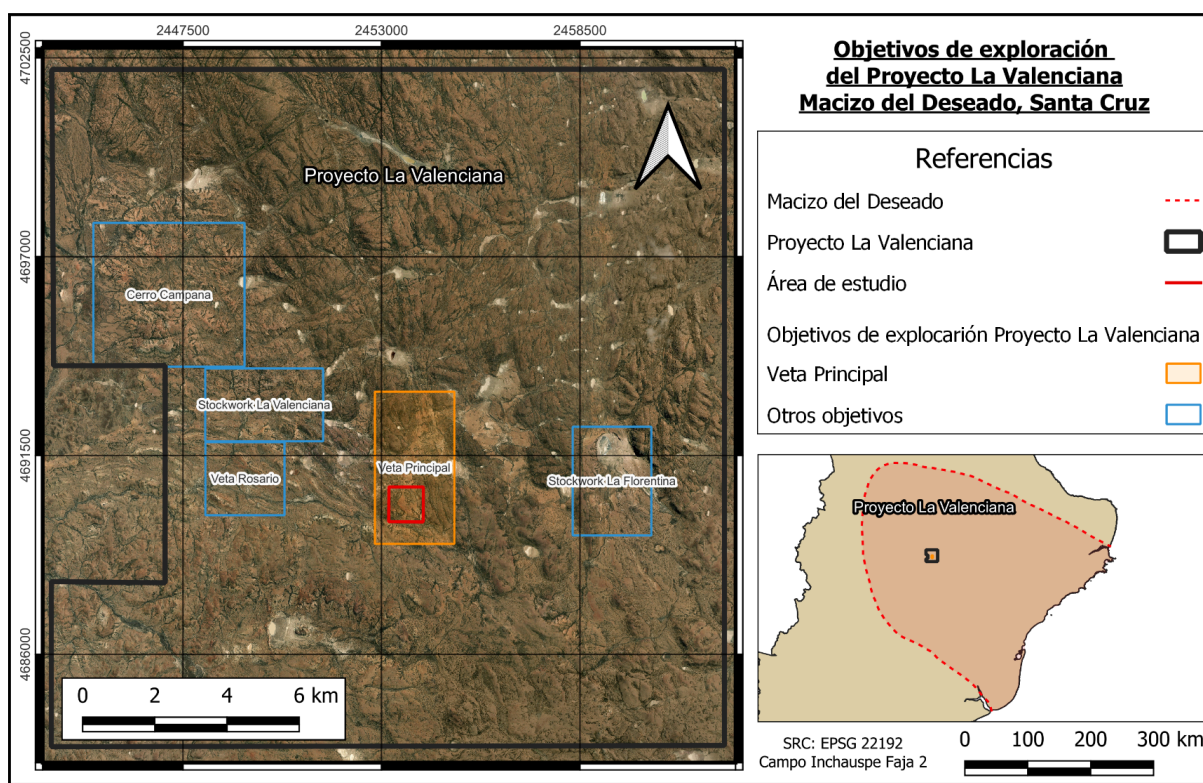 2447500
2453000
2458500
4702500
4697000
4691500
4686000
Proyecto La Valenciana
Cerro Campana
Stockwork La Valenciana
Veta Rosario
Veta Principal
Stockwork La Florentina
0 2 4 6 km
Objetivos de exploración
del Proyecto La Valenciana
Macizo del Deseado, Santa Cruz
Referencias
Macizo del Deseado
Proyecto La Valenciana
Área de estudio
Objetivos de explocarión Proyecto La Valenciana
Veta Principal
Otros objetivos
Proyecto La Valenciana
SRC: EPSG 22192
Campo Inchauspe Faja 2
0 100 200 300 km